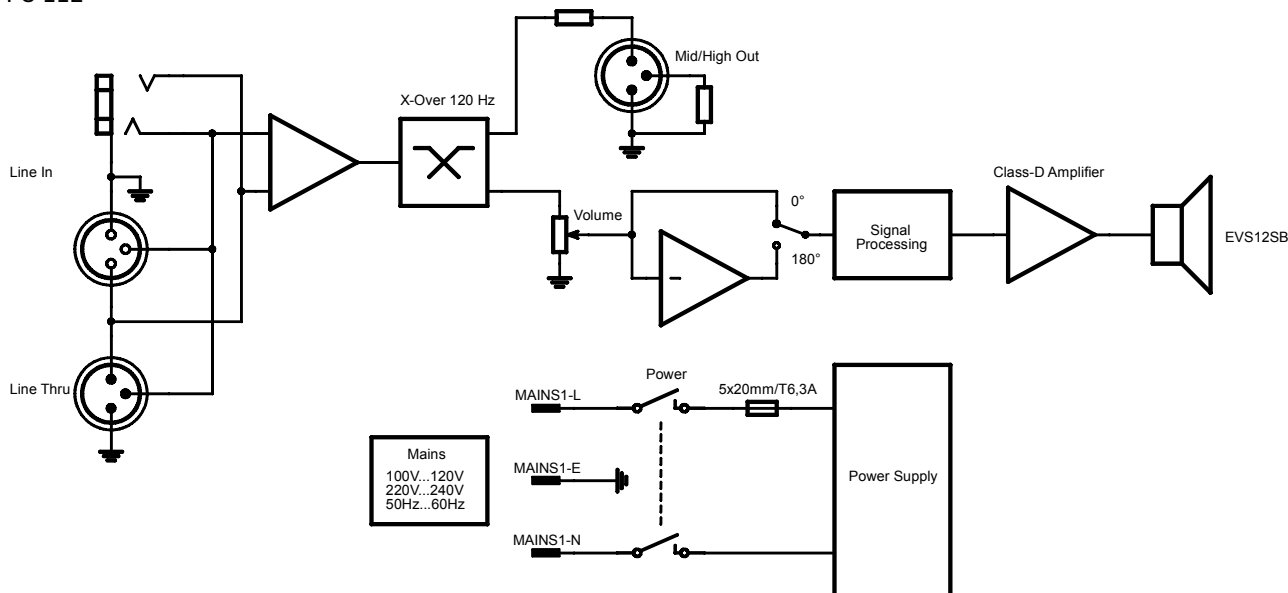 Mid/High Out
X-Over 120 Hz
Line In
Class-D Amplifier
Volume
0°
180°
Signal
Processing
EVS12SB
Line Thru
Power
5x20mm/T6,3A
MAINS1-L
Mains
100V...120V
220V...240V
50Hz...60Hz
MAINS1-E
Power Supply
MAINS1-N